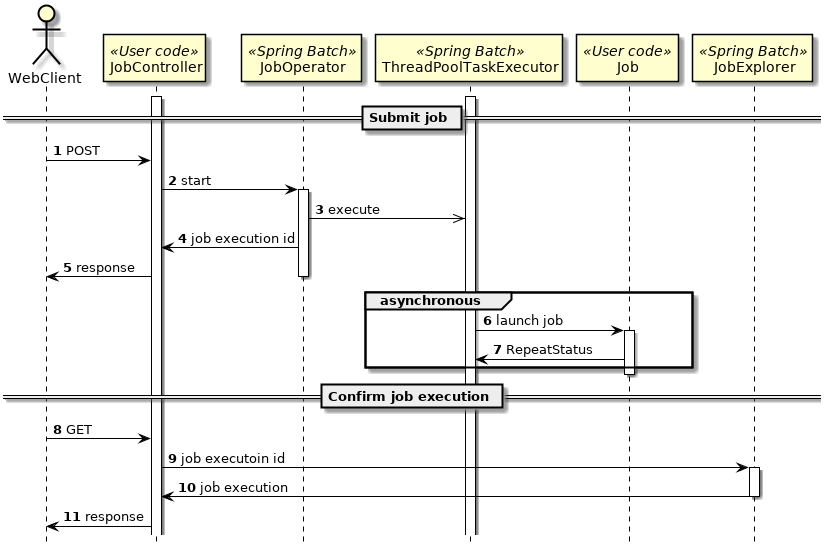 «User code»
JobController
«Spring Batch»
JobOperator
«Spring Batch»
ThreadPoolTaskExecutor
«User code»
Job
«Spring Batch»
JobExplorer
WebClient
Submit job
1 POST
2 start
3 execute
4 job execution id
5 response
asynchronous
6 launch job
7 RepeatStatus
Confirm job execution
8 GET
9 job executoin id
10 job execution
11 response